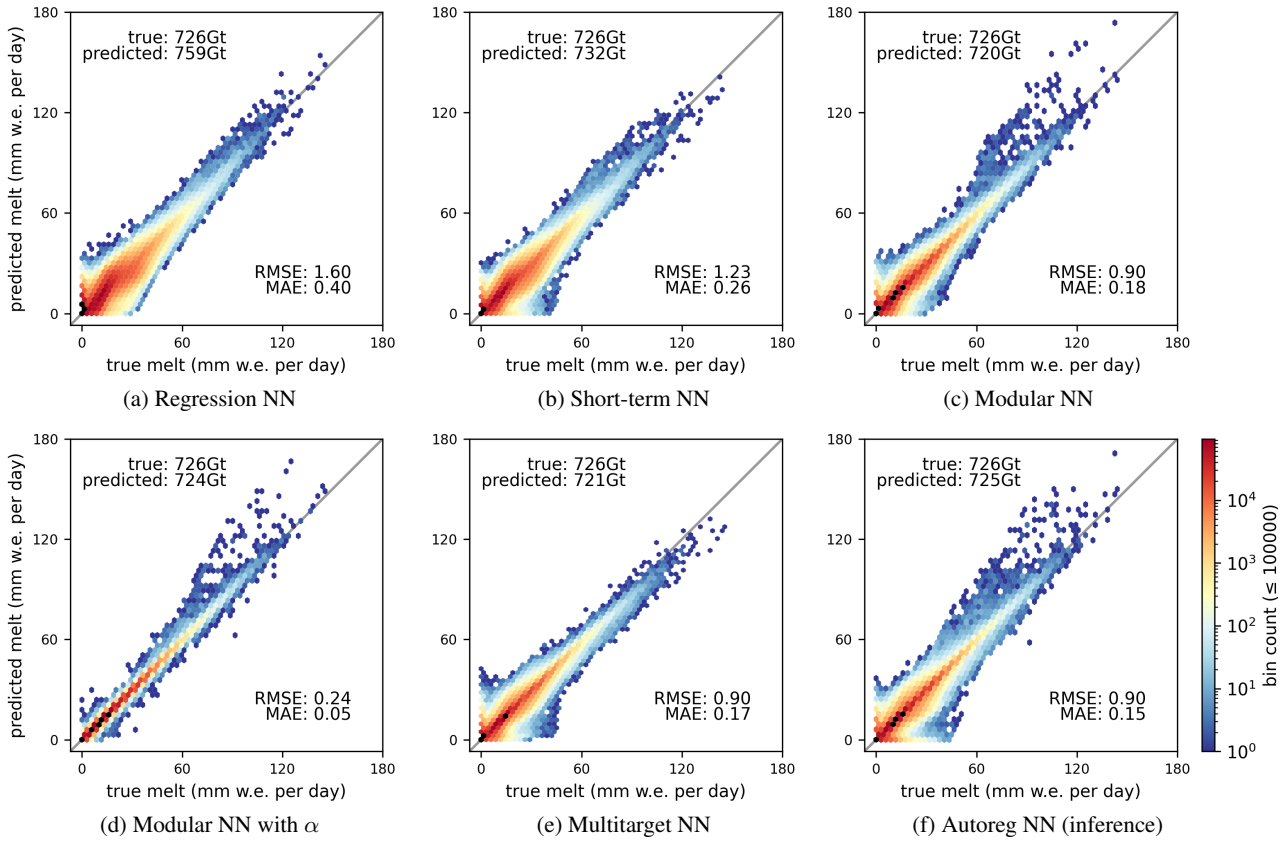 180
120
60
0
predicted melt (mm w.e. per day)
true: 726Gt
predicted: 759Gt
RMSE: 1.60
MAE: 0.40
0
60
120
180
true melt (mm w.e. per day)
(a) Regression NN
180
120
60
0
true: 726Gt
predicted: 732Gt
RMSE: 1.23
MAE: 0.26
0
60
120
180
true melt (mm w.e. per day)
(b) Short-term NN
180
120
60
0
true: 726Gt
predicted: 720Gt
RMSE: 0.90
MAE: 0.18
0
60
120
180
true melt (mm w.e. per day)
(c) Modular NN
180
120
60
0
predicted melt (mm w.e. per day)
true: 726Gt
predicted: 724Gt
RMSE: 0.24
MAE: 0.05
0
60
120
180
true melt (mm w.e. per day)
(d) Modular NN with α
180
120
60
0
true: 726Gt
predicted: 721Gt
RMSE: 0.90
MAE: 0.17
0
60
120
180
true melt (mm w.e. per day)
(e) Multitarget NN
180
120
60
0
true: 726Gt
predicted: 725Gt
RMSE: 0.90
MAE: 0.15
0
60
120
180
true melt (mm w.e. per day)
(f) Autoreg NN (inference)
10⁴
10³
10²
10¹
10⁰
bin count (≤ 100000)